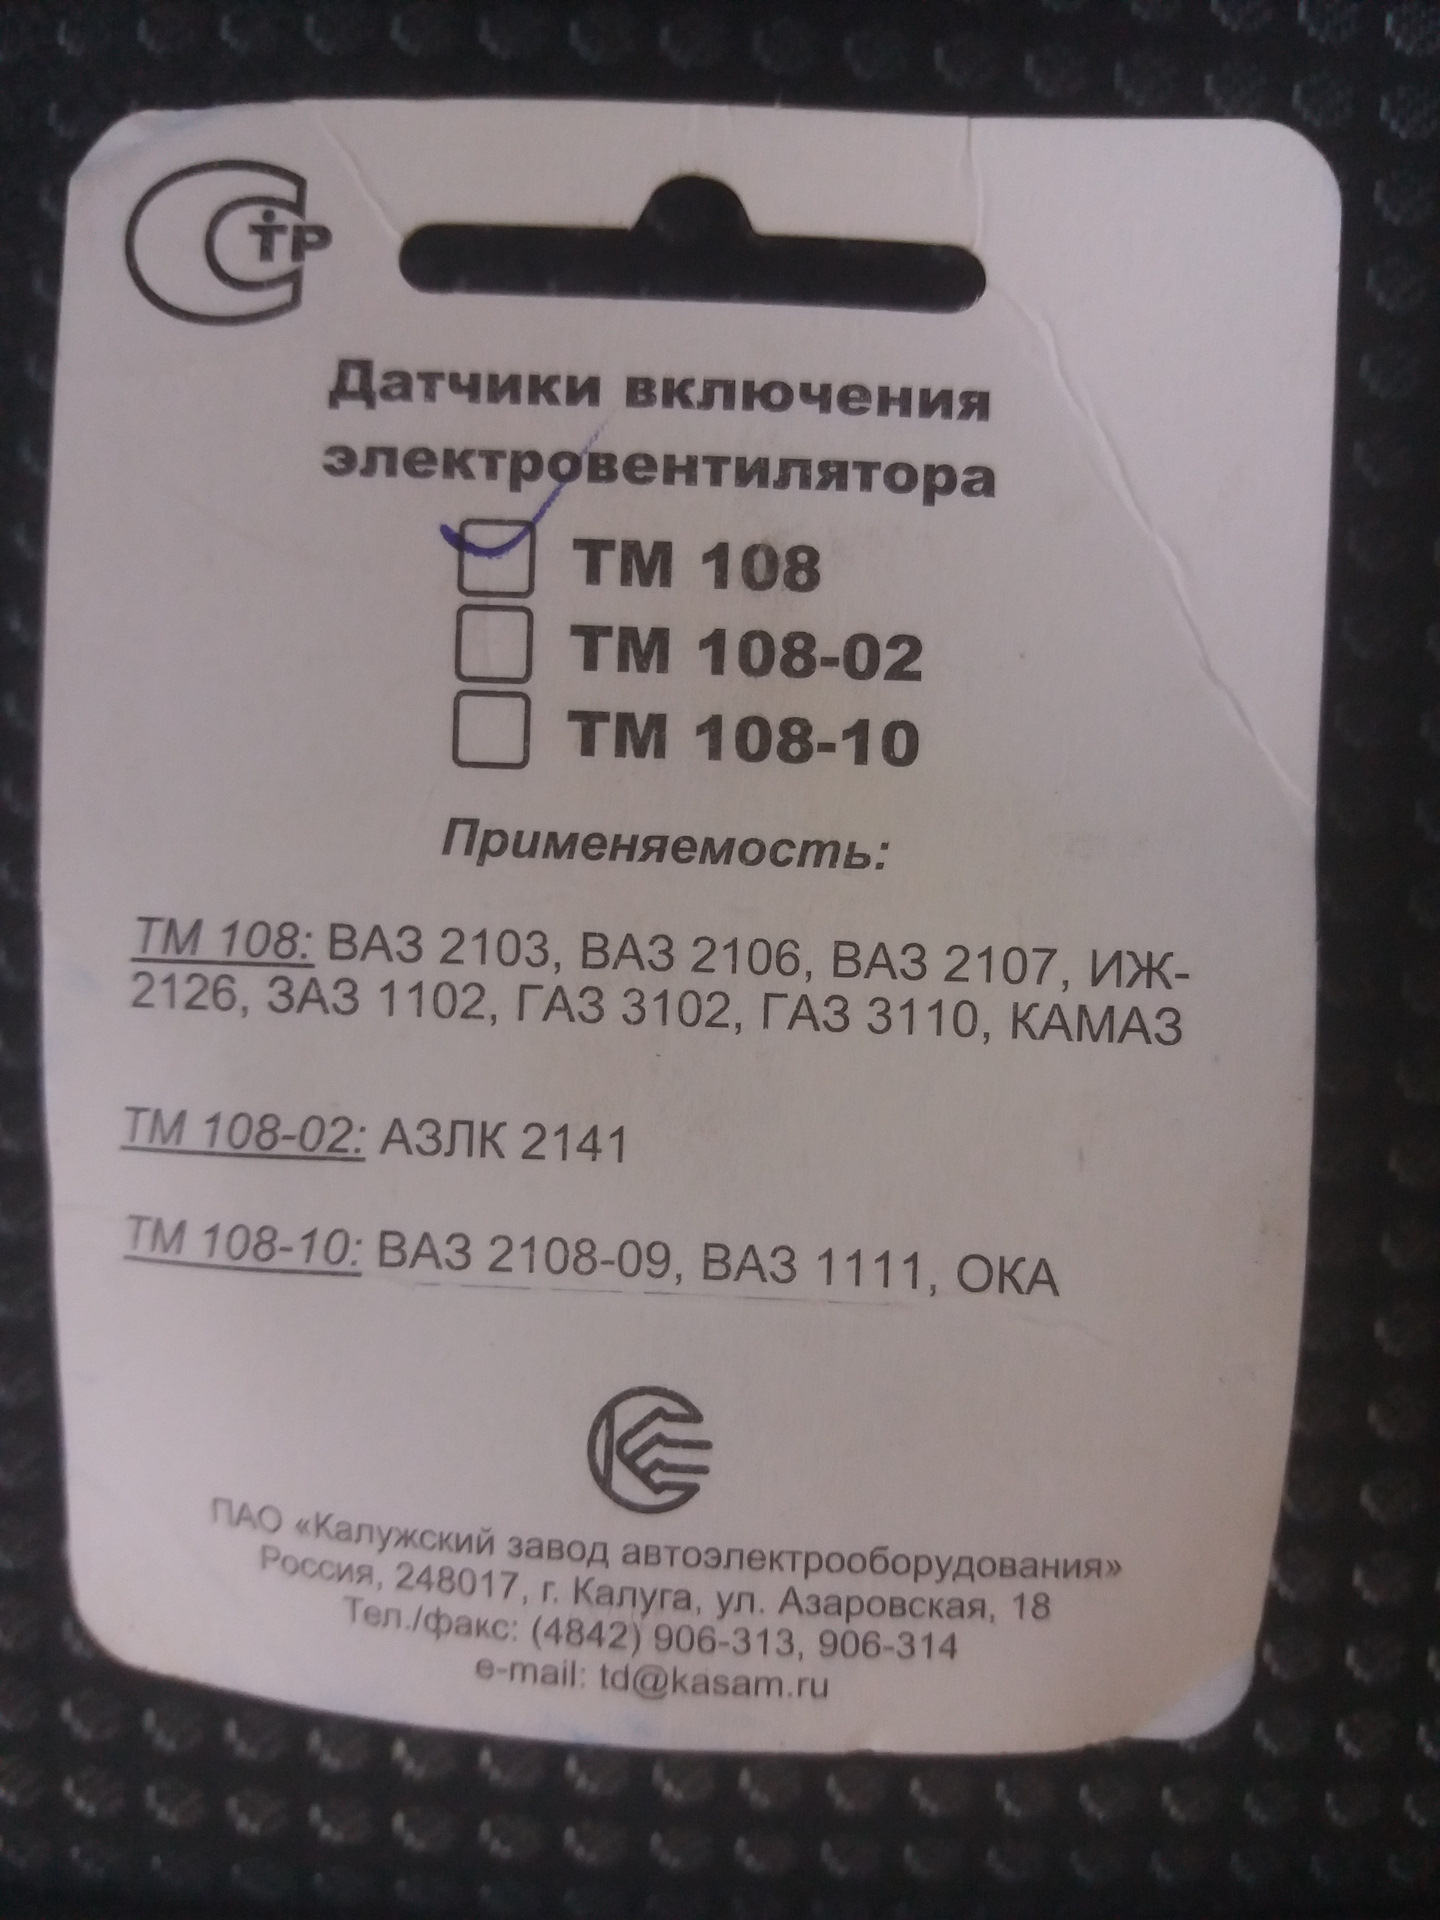 СТР
Датчики включения
электровентилятора
ТМ 108
ТМ 108-02
ТМ 108-10
Применяемость:
ТМ 108: ВАЗ 2103, ВАЗ 2106, ВАЗ 2107, ИЖ-
2126, ЗАЗ 1102, ГАЗ 3102, ГАЗ 3110, КАМАЗ
ТМ 108-02: АЗЛК 2141
ТМ 108-10: ВАЗ 2108-09, ВАЗ 1111, ОКА
ПАО «Калужский завод автоэлектрооборудования»
Россия, 248017, г. Калуга, ул. Азаровская, 18
Тел./факс: (4842) 906-313, 906-314
e-mail: td@kasam.ru